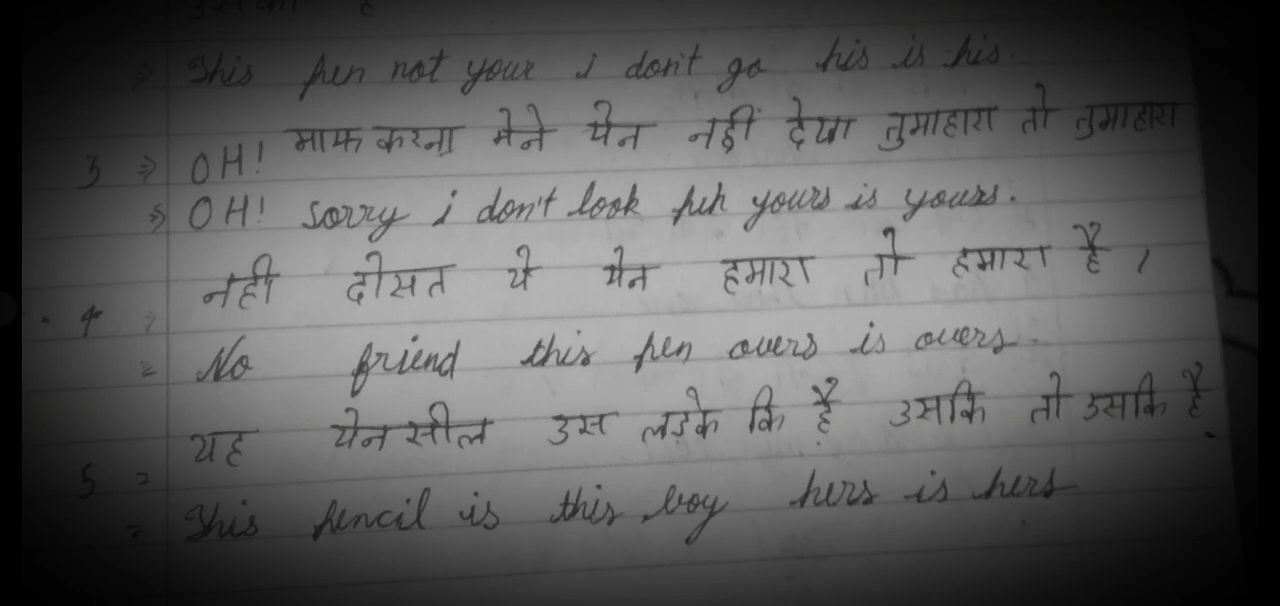 This pen not your i don't go his is his.
3 ⇒ OH! माफ करना मेने पेन नहीं देखा तुमाहारा तो तुमाहारा
⇒ OH! sorry i don't look pen yours is yours.
4 नही दोसत ये पेन हमारा तो हमारा है ,
= No friend this pen ouers is ouers.
5 = यह पेनसील उस लड़के कि है उसकि तो उसकि है.
= This pencil is this boy hers is hers